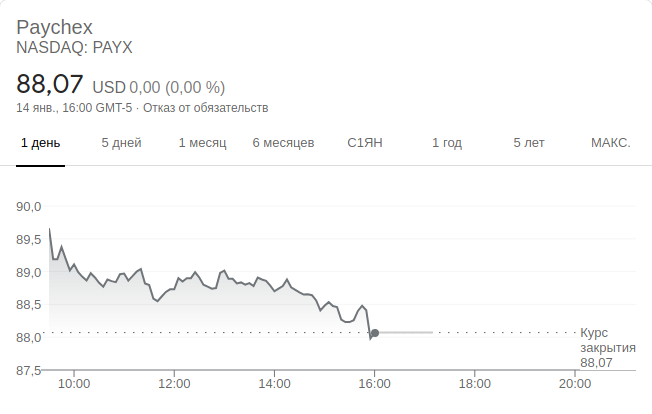 Paychex
NASDAQ: PAYX
88,07 USD 0,00 (0,00 %)
14 янв., 16:00 GMT-5 · Отказ от обязательств
1 день 5 дней 1 месяц 6 месяцев С1ЯН 1 год 5 лет МАКС.
90,0
89,5
89,0
88,5
88,0
87,5
Курс
закрытия
88,07
10:00 12:00 14:00 16:00 18:00 20:00